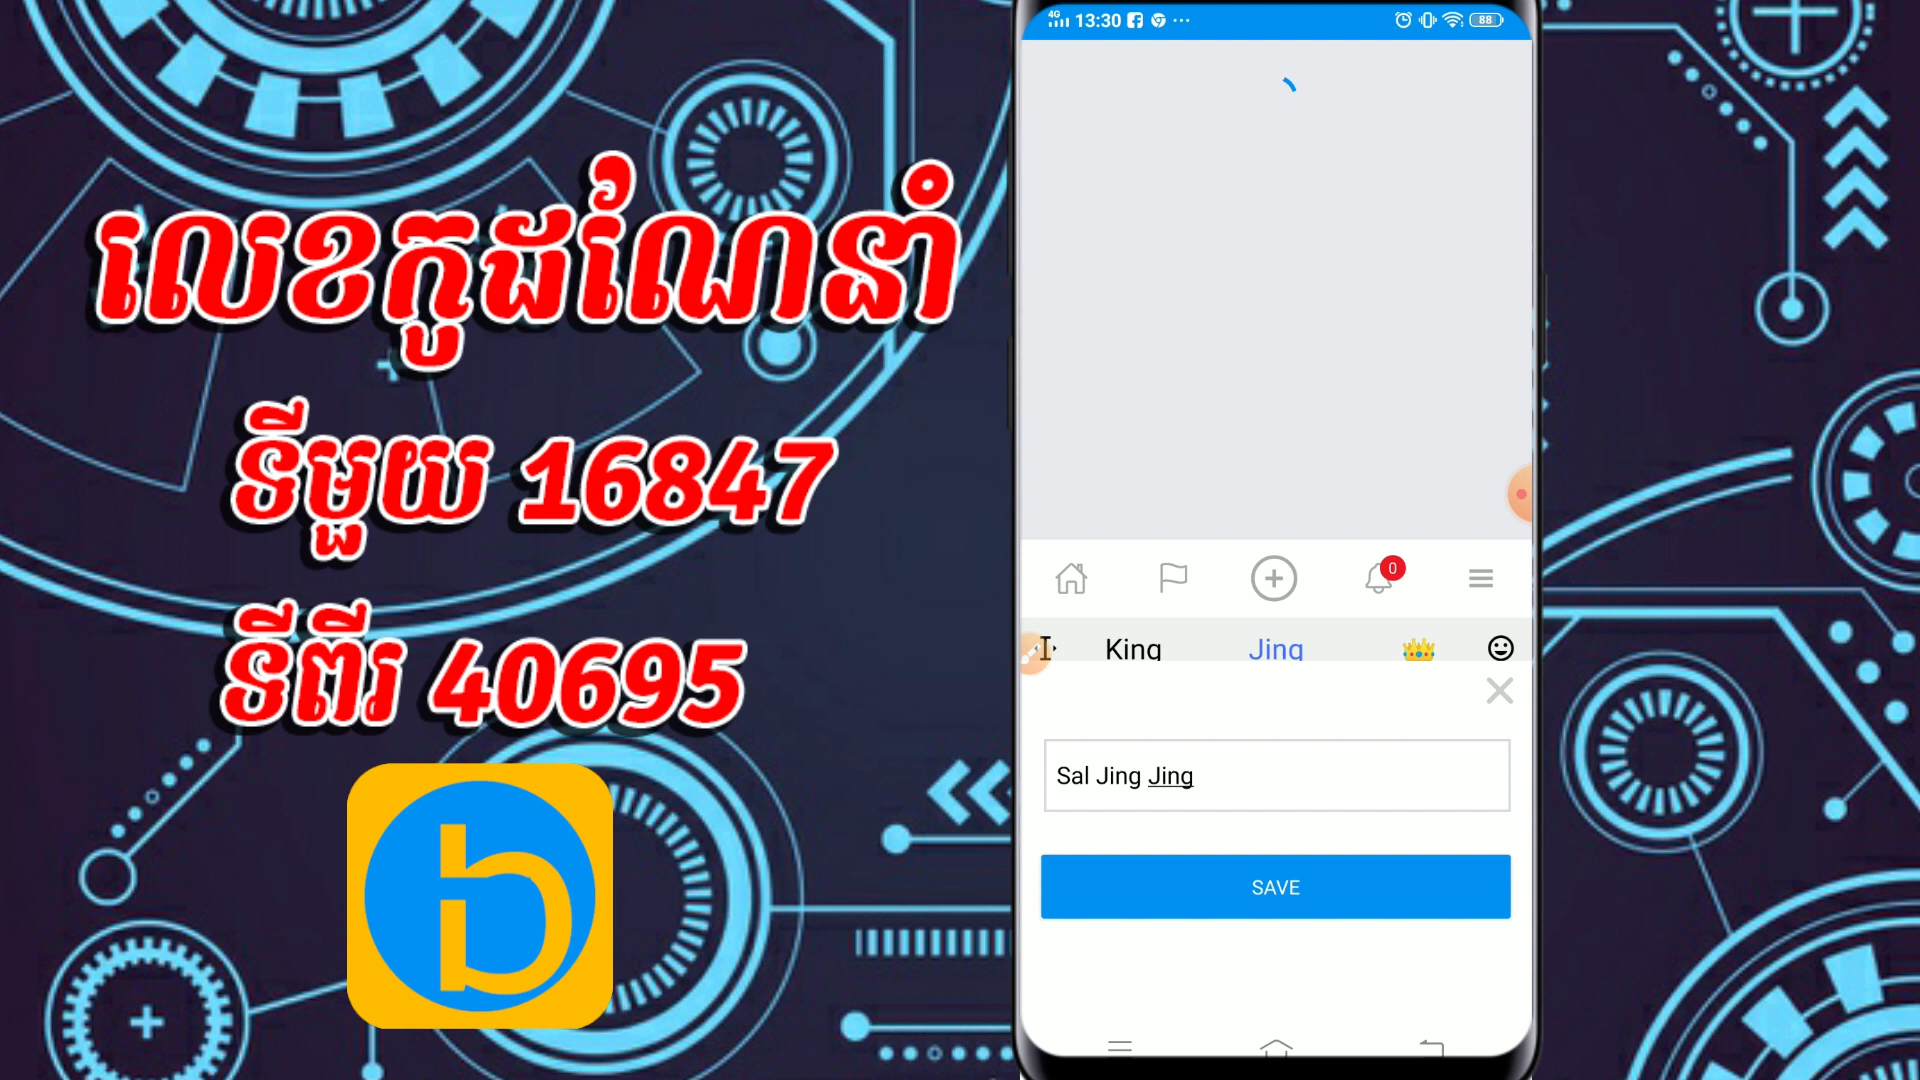 លេខកូដណែនាំ
ទីមួយ 16847
ទីពីរ 40695
4G 13:30
88
0
King Jing
Sal Jing Jing
SAVE